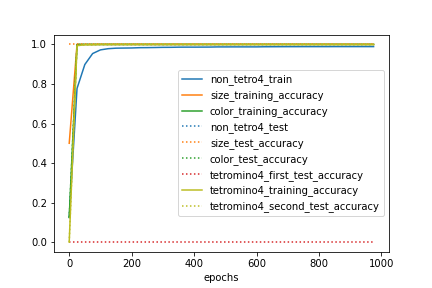 1.0
0.8
0.6
0.4
0.2
0.0
non_tetro4_train
size_training_accuracy
color_training_accuracy
non_tetro4_test
size_test_accuracy
color_test_accuracy
tetromino4_first_test_accuracy
tetromino4_training_accuracy
tetromino4_second_test_accuracy
0 200 400 600 800 1000
epochs